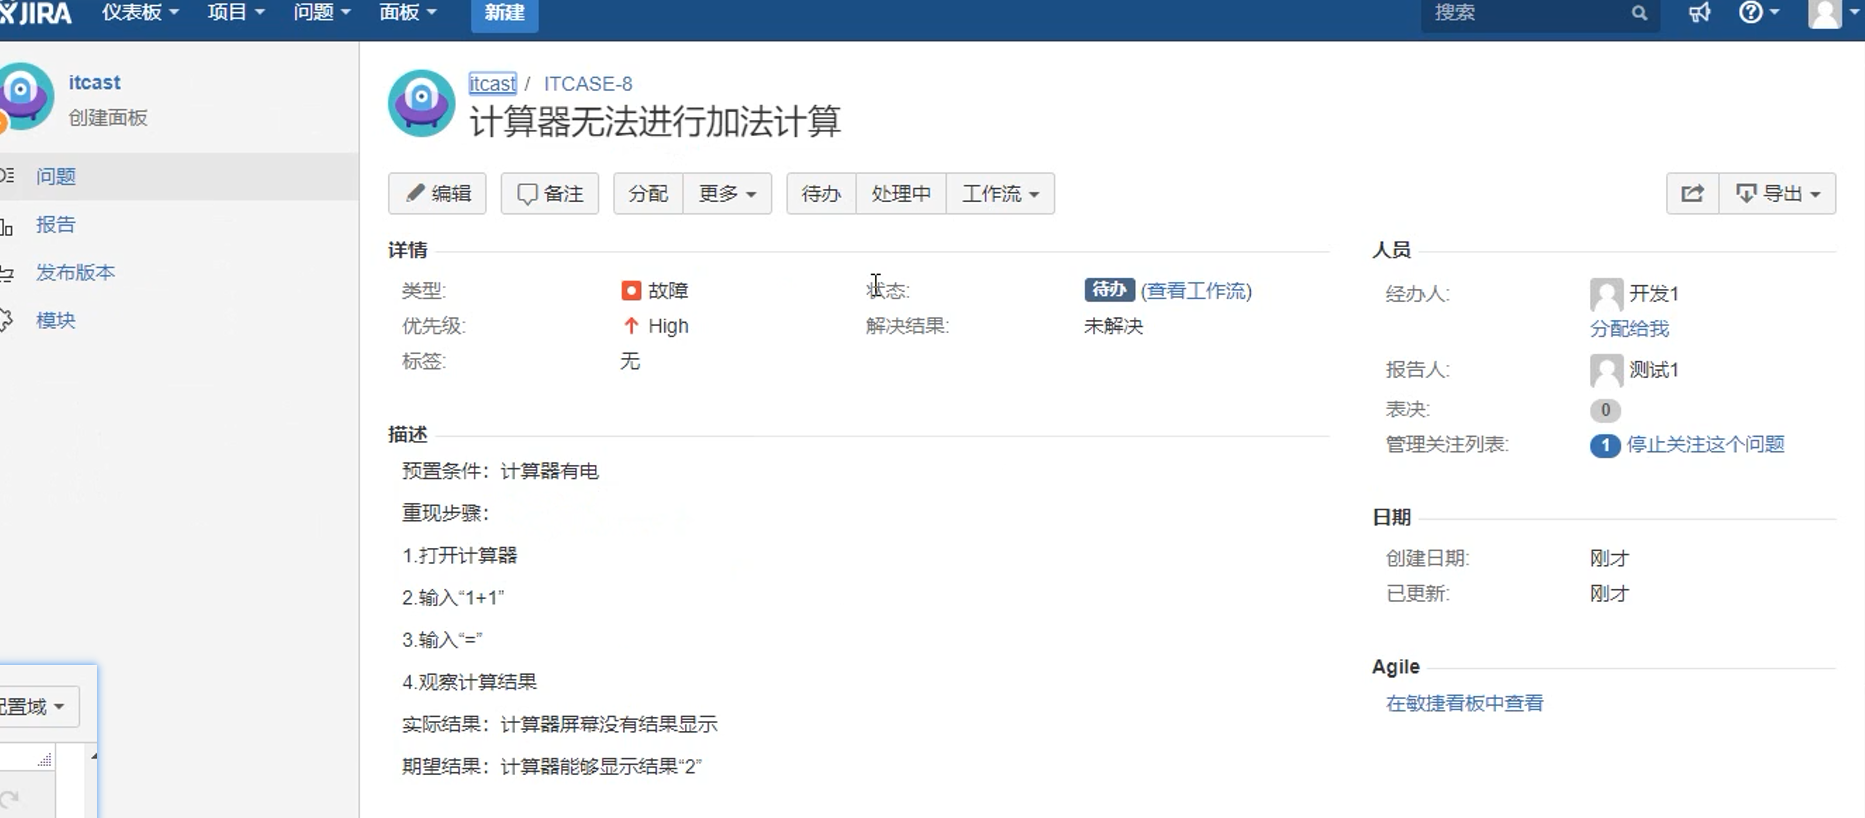 JIRA 仪表板 项目 问题 面板 新建 搜索
itcast
创建面板
问题
报告
发布版本
模块
配置域
itcast / ITCASE-8
计算器无法进行加法计算
编辑 备注 分配 更多 待办 处理中 工作流 导出
详情
类型: 故障 状态: 待办 (查看工作流)
优先级: High 解决结果: 未解决
标签: 无
描述
预置条件：计算器有电
重现步骤：
1.打开计算器
2.输入“1+1”
3.输入“=”
4.观察计算结果
实际结果：计算器屏幕没有结果显示
期望结果：计算器能够显示结果“2”
人员
经办人: 开发1
分配给我
报告人: 测试1
表决: 0
管理关注列表: 1 停止关注这个问题
日期
创建日期: 刚才
已更新: 刚才
Agile
在敏捷看板中查看